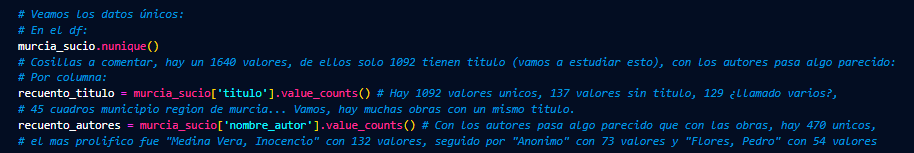 # Veamos los datos únicos:
# En el df:
murcia_sucio.nunique()
# Cosillas a comentar, hay un 1640 valores, de ellos solo 1092 tienen titulo (vamos a estudiar esto), con los autores pasa algo parecido:
# Por columna:
recuento_titulo = murcia_sucio['titulo'].value_counts() # Hay 1092 valores unicos, 137 valores sin titulo, 129 ¿llamado varios?,
# 45 cuadros municipio region de murcia... Vamos, hay muchas obras con un mismo titulo.
recuento_autores = murcia_sucio['nombre_autor'].value_counts() # Con los autores pasa algo parecido que con las obras, hay 470 unicos,
# el mas prolifico fue "Medina Vera, Inocencio" con 132 valores, seguido por "Anonimo" con 73 valores y "Flores, Pedro" con 54 valores